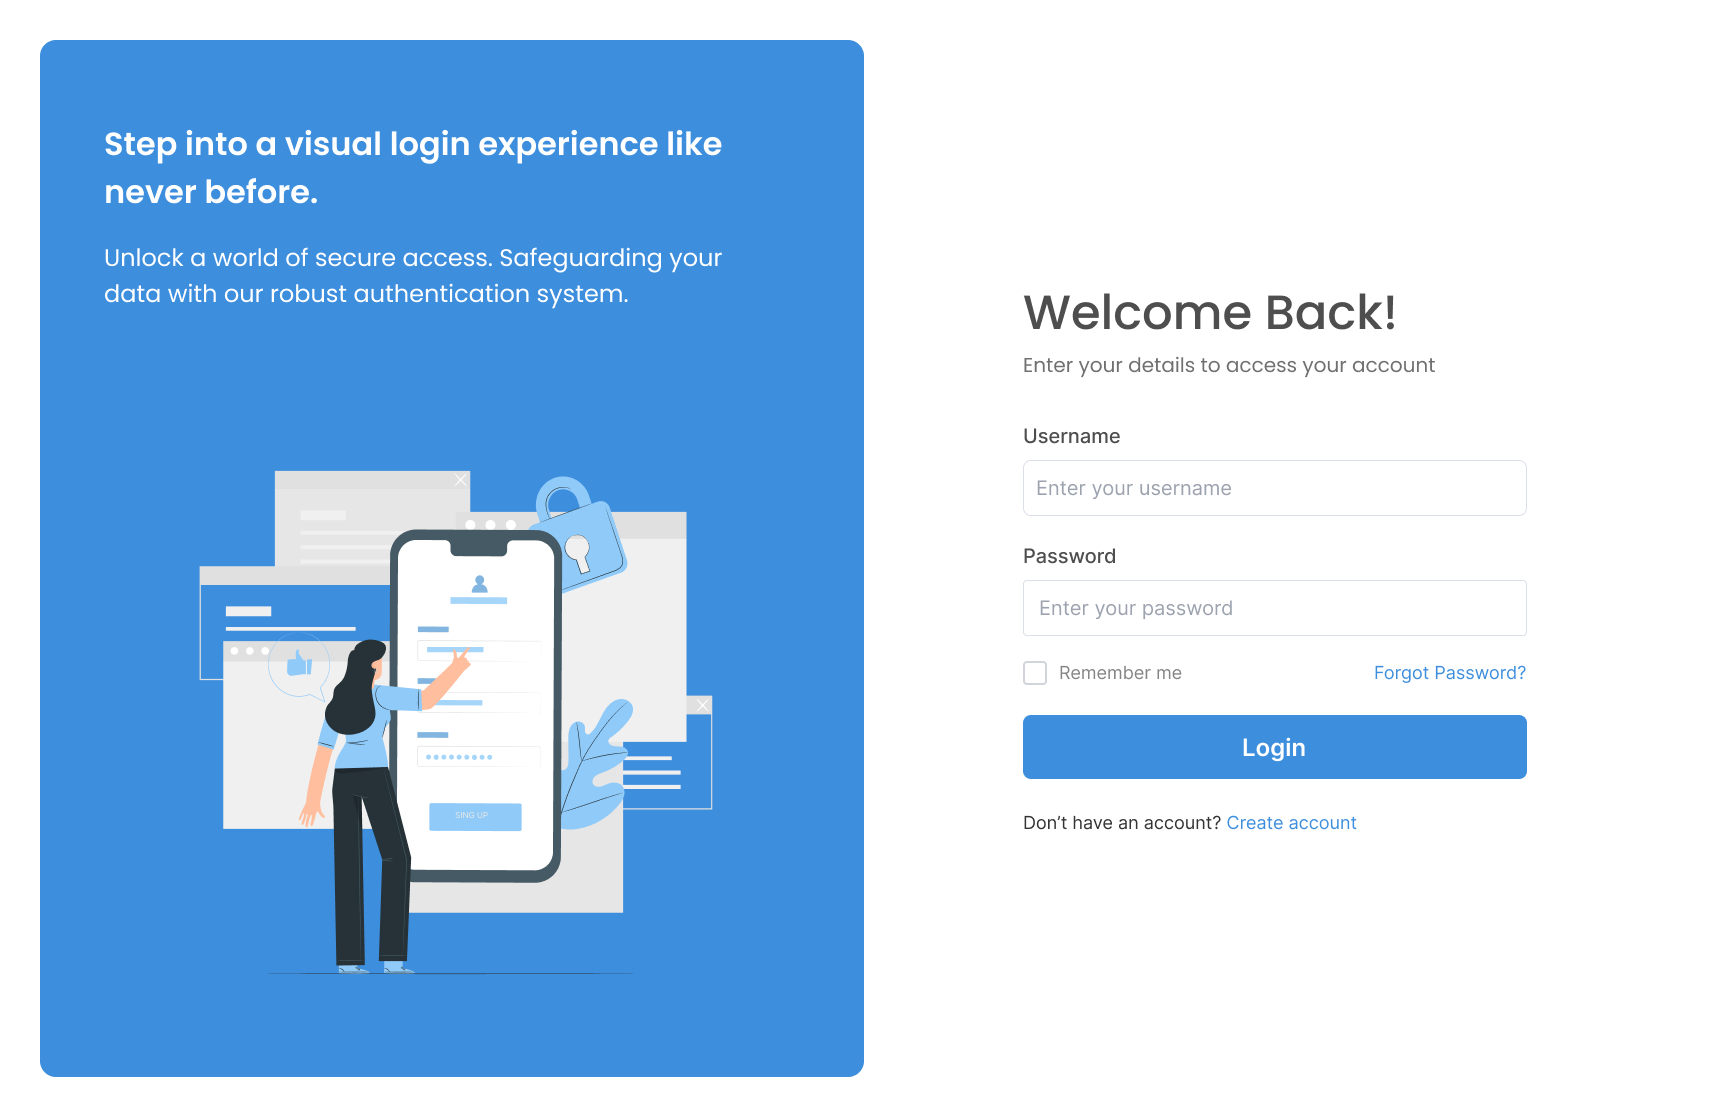 Step into a visual login experience like
never before.
Unlock a world of secure access. Safeguarding your
data with our robust authentication system.
SING UP
Welcome Back!
Enter your details to access your account
Username
Enter your username
Password
Enter your password
Remember me
Forgot Password?
Login
Don’t have an account? Create account